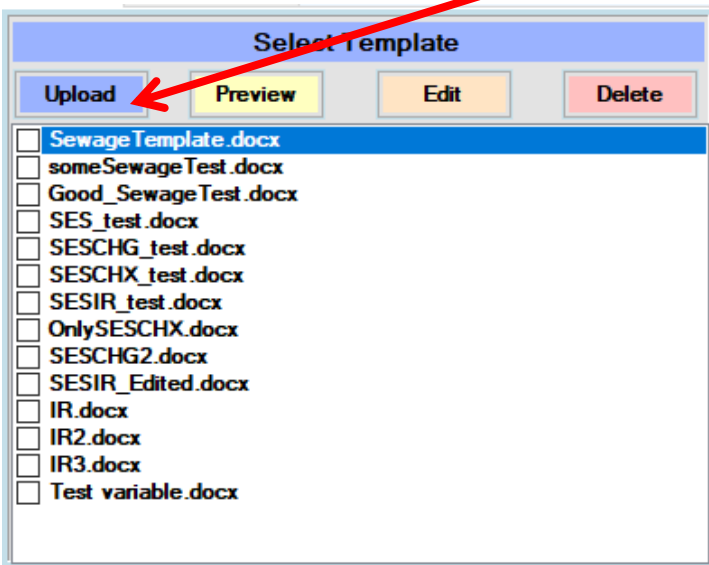 Select Template
Upload Preview Edit Delete
SewageTemplate.docx
someSewageTest.docx
Good_SewageTest.docx
SES_test.docx
SESCHG_test.docx
SESCHX_test.docx
SESIR_test.docx
OnlySESCHX.docx
SESCHG2.docx
SESIR_Edited.docx
IR.docx
IR2.docx
IR3.docx
Test variable.docx